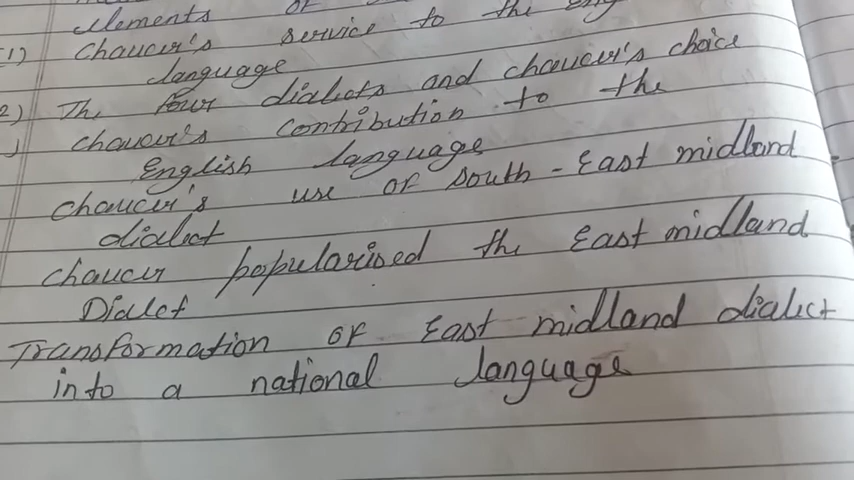 elements of
1) Chaucer's service to the Eng
language
2) The four dialects and chaucer's choice
) chaucer's contribution to the
English language
chaucer's use of south - East midland
dialect
chaucer popularised the East midland
Dialet
Transformation of East midland dialect
into a national language